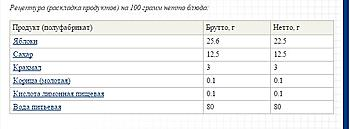 Рецептура (раскладка продуктов) на 100 грамм нетто блюда:
Продукт (полуфабрикат) Брутто, г Нетто, г
Яблоки 25.6 22.5
Сахар 12.5 12.5
Крахмал 3 3
Корица (молотая) 0.1 0.1
Кислота лимонная пищевая 0.1 0.1
Вода питьевая 80 80